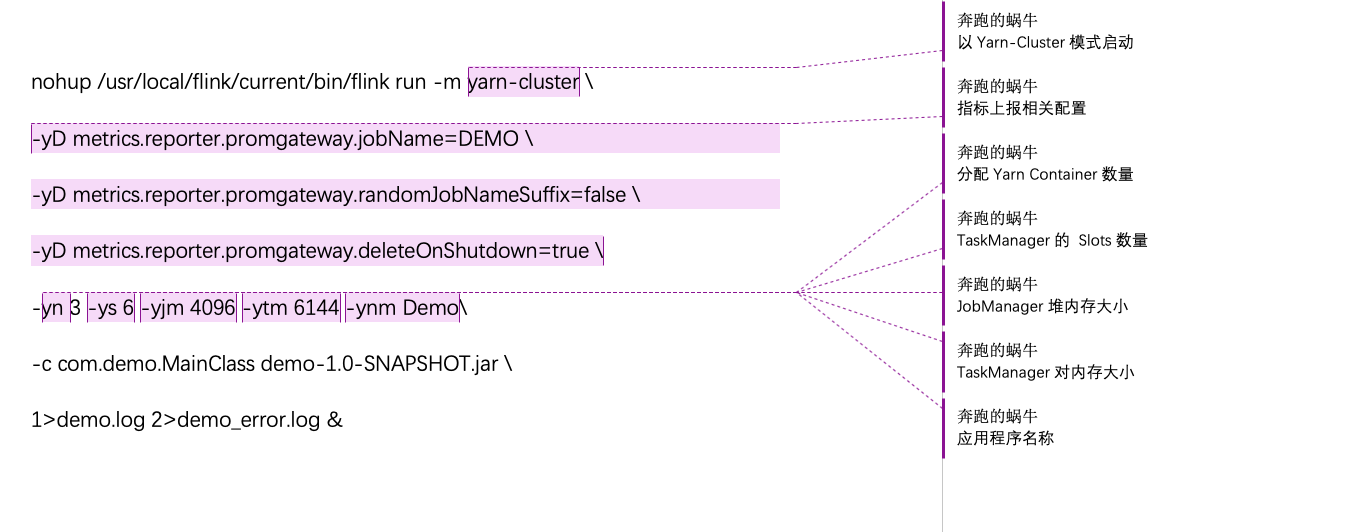 nohup /usr/local/flink/current/bin/flink run -m yarn-cluster \
-yD metrics.reporter.promgateway.jobName=DEMO \
-yD metrics.reporter.promgateway.randomJobNameSuffix=false \
-yD metrics.reporter.promgateway.deleteOnShutdown=true \
-yn 3 -ys 6 -yjm 4096 -ytm 6144 -ynm Demo\
-c com.demo.MainClass demo-1.0-SNAPSHOT.jar \
1>demo.log 2>demo_error.log &
奔跑的蜗牛
以 Yarn-Cluster 模式启动
奔跑的蜗牛
指标上报相关配置
奔跑的蜗牛
分配 Yarn Container 数量
奔跑的蜗牛
TaskManager 的 Slots 数量
奔跑的蜗牛
JobManager 堆内存大小
奔跑的蜗牛
TaskManager 对内存大小
奔跑的蜗牛
应用程序名称